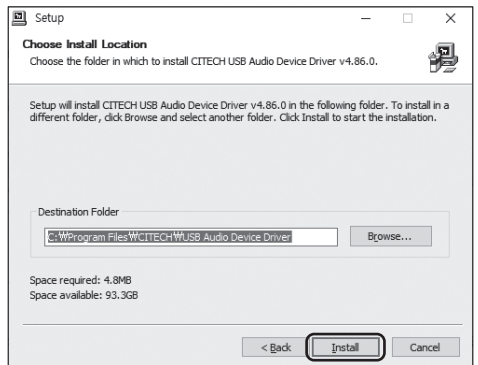 Setup
Choose Install Location
Choose the folder in which to install CITECH USB Audio Device Driver v4.86.0.
Setup will install CITECH USB Audio Device Driver v4.86.0 in the following folder. To install in a
different folder, click Browse and select another folder. Click Install to start the installation.
Destination Folder
C:₩Program Files₩CITECH₩USB Audio Device Driver
Browse...
Space required: 4.8MB
Space available: 93.3GB
< Back
Install
Cancel